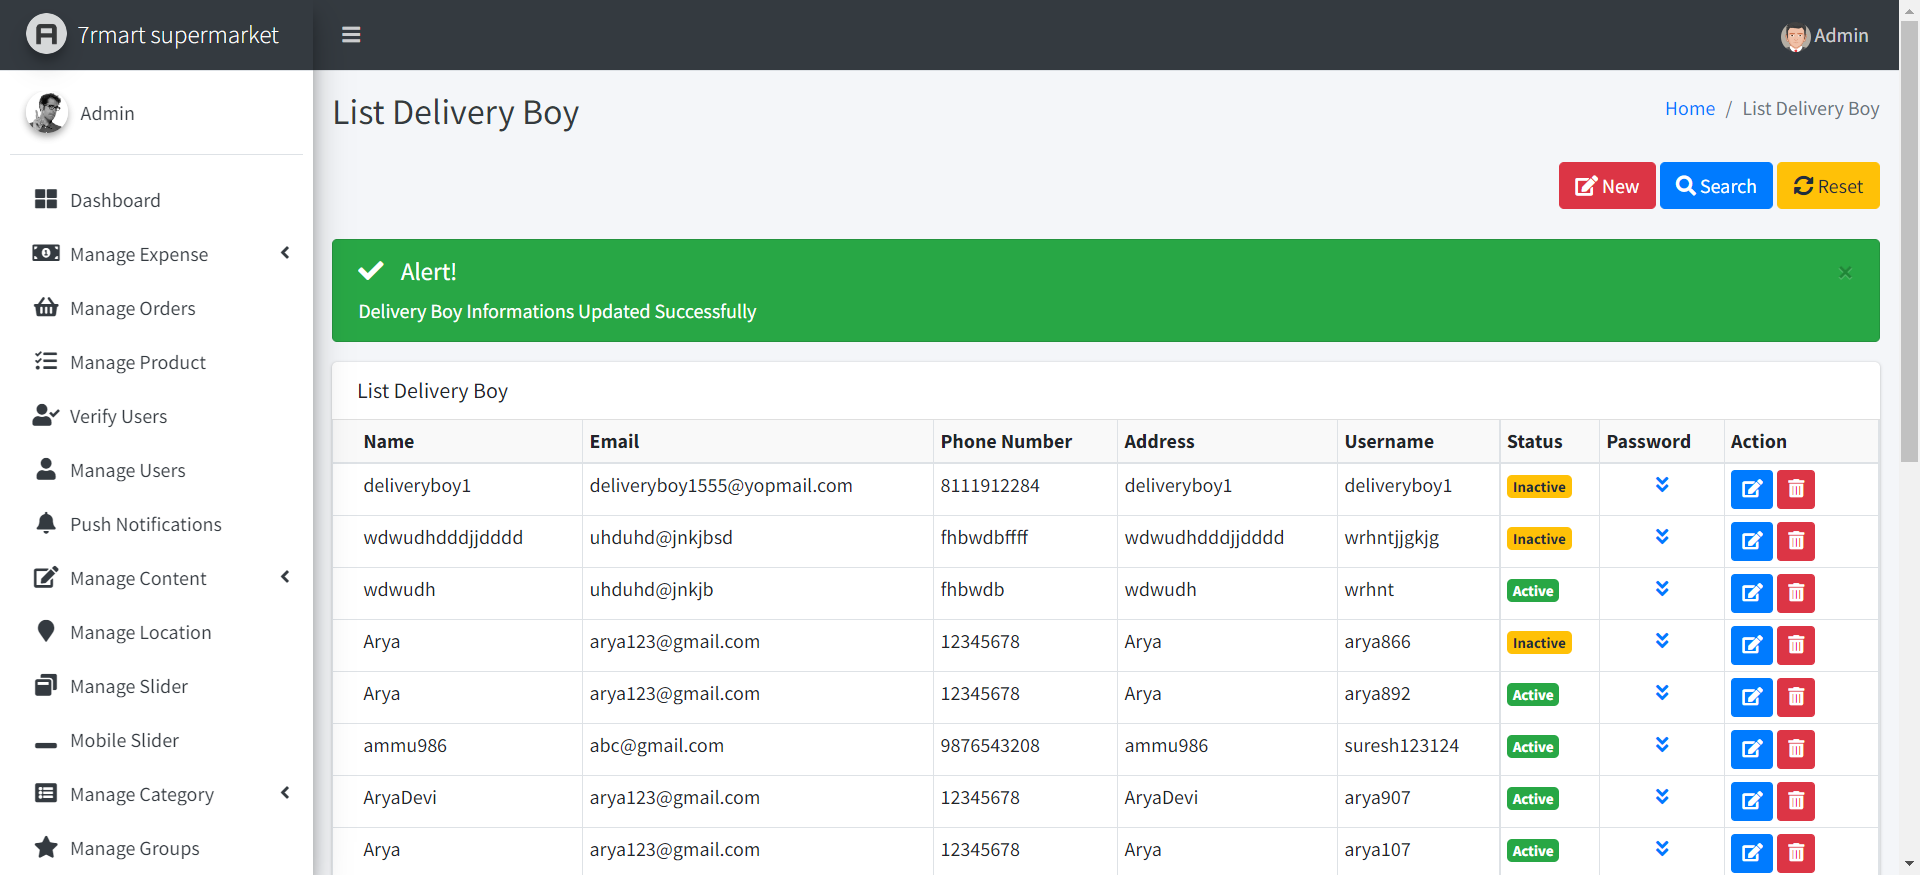 7rmart supermarket
Admin
Admin
Dashboard
Manage Expense
Manage Orders
Manage Product
Verify Users
Manage Users
Push Notifications
Manage Content
Manage Location
Manage Slider
Mobile Slider
Manage Category
Manage Groups
List Delivery Boy
Home / List Delivery Boy
New Search Reset
Alert! ×
Delivery Boy Informations Updated Successfully
List Delivery Boy
Name Email Phone Number Address Username Status Password Action
deliveryboy1 deliveryboy1555@yopmail.com 8111912284 deliveryboy1 deliveryboy1 Inactive
wdwudhdddjjdddd uhduhd@jnkjbsd fhbwdbffff wdwudhdddjjdddd wrhntjjgkjg Inactive
wdwudh uhduhd@jnkjb fhbwdb wdwudh wrhnt Active
Arya arya123@gmail.com 12345678 Arya arya866 Inactive
Arya arya123@gmail.com 12345678 Arya arya892 Active
ammu986 abc@gmail.com 9876543208 ammu986 suresh123124 Active
AryaDevi arya123@gmail.com 12345678 AryaDevi arya907 Active
Arya arya123@gmail.com 12345678 Arya arya107 Active